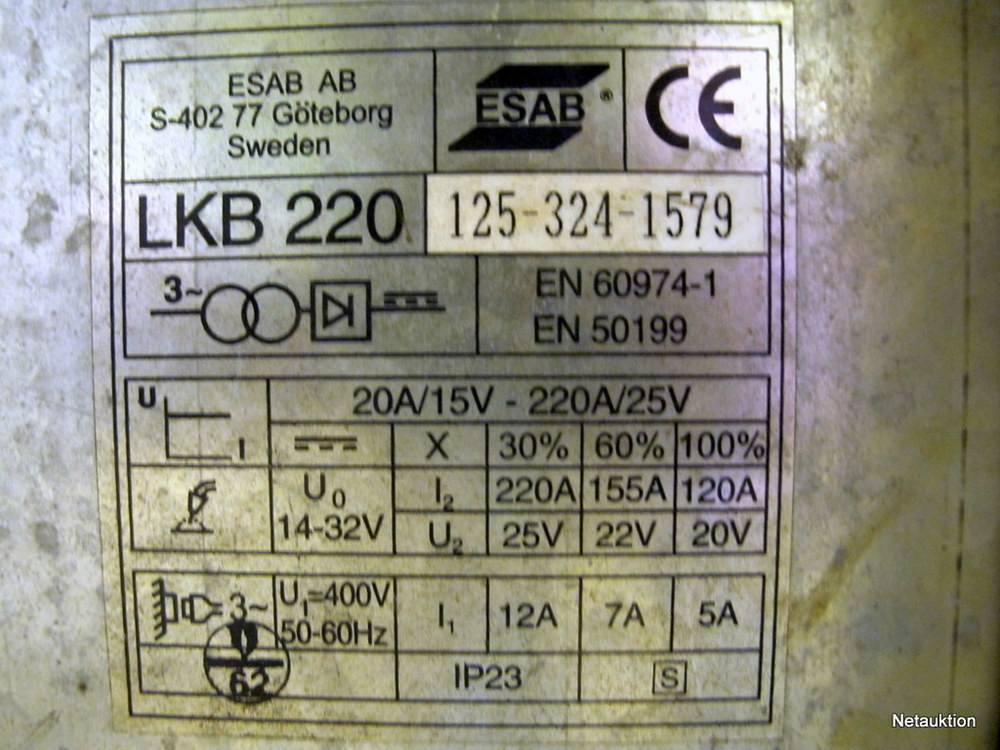 ESAB AB
S-402 77 Göteborg
Sweden
ESAB ®
CE
LKB 220
125-324-1579
3~
EN 60974-1
EN 50199
U
I
20A/15V - 220A/25V
X 30% 60% 100%
U₀
14-32V
I₂ 220A 155A 120A
U₂ 25V 22V 20V
3~
U₁=400V
50-60Hz
I₁ 12A 7A 5A
62
IP23
S
Netauktion